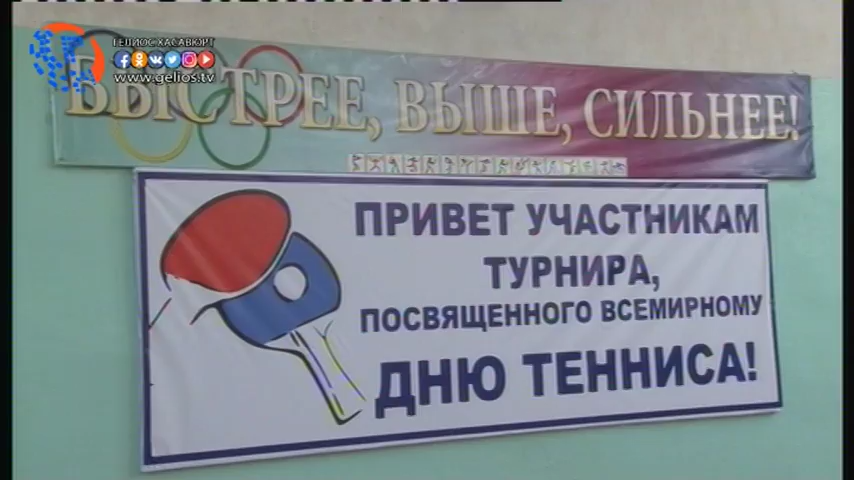 ГЕЛИОС ХАСАВЮРТ
www.gelios.tv
БЫСТРЕЕ, ВЫШЕ, СИЛЬНЕЕ!
ПРИВЕТ УЧАСТНИКАМ
ТУРНИРА,
ПОСВЯЩЕННОГО ВСЕМИРНОМУ
ДНЮ ТЕННИСА!